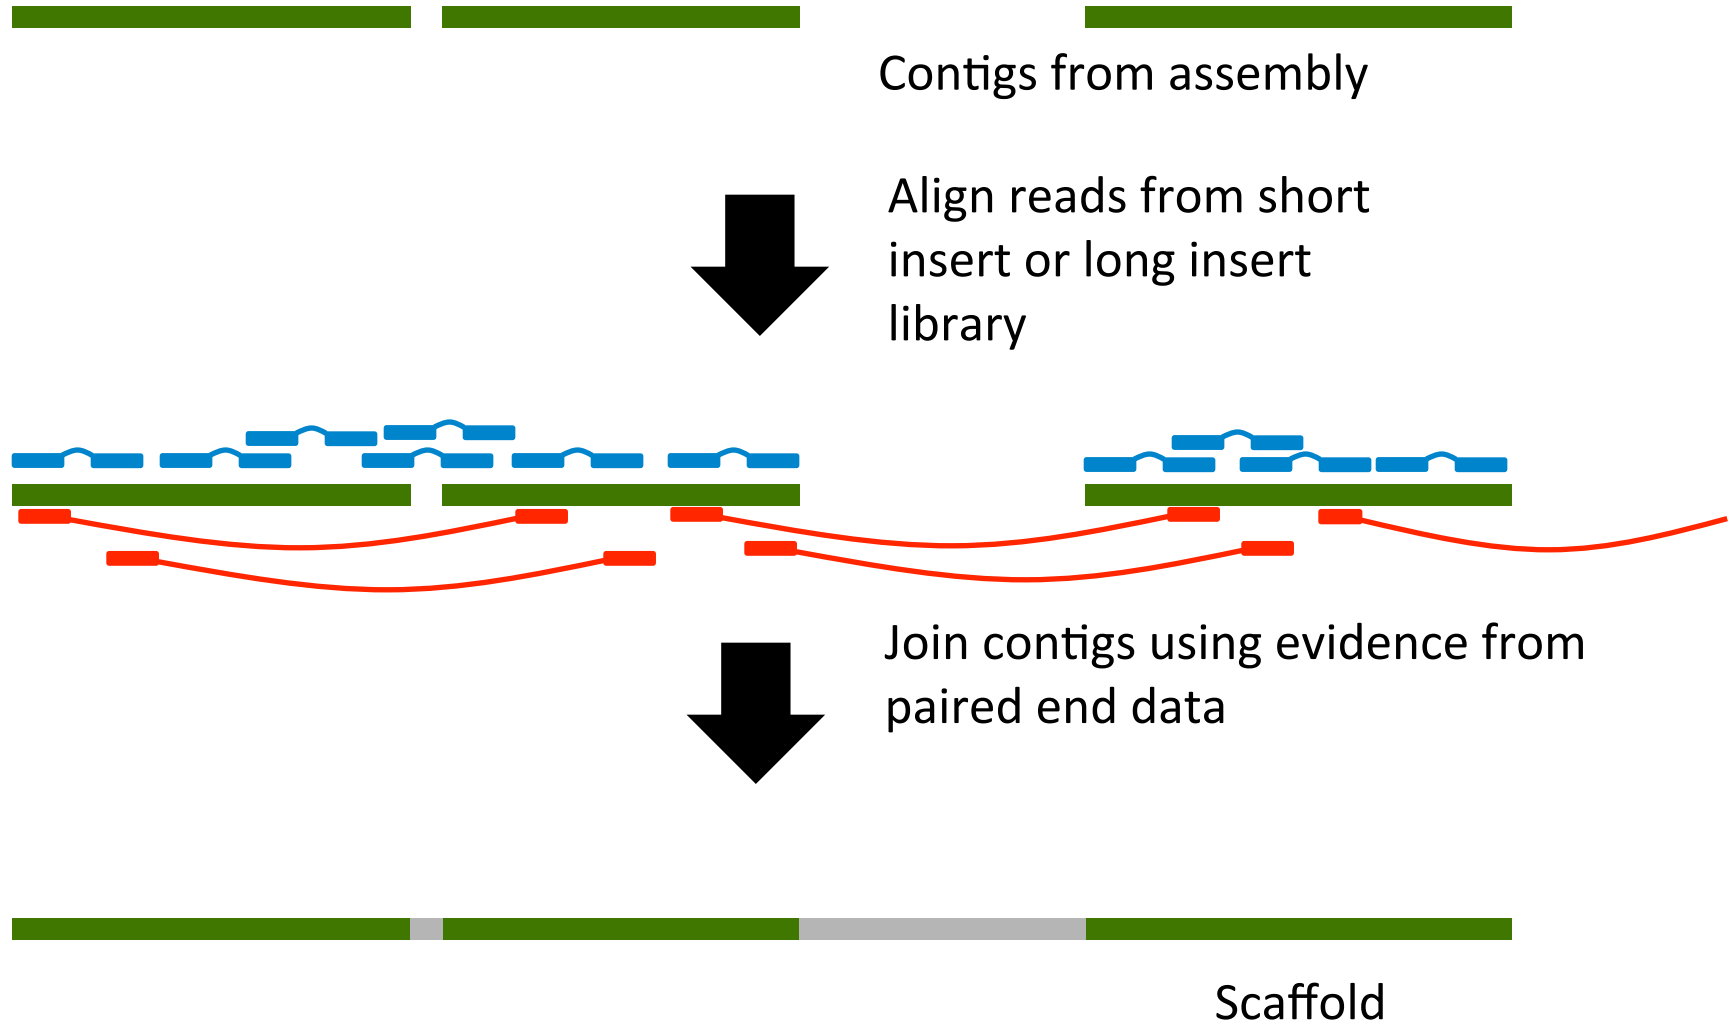 Contigs from assembly
Align reads from short
insert or long insert
library
Join contigs using evidence from
paired end data
Scaffold